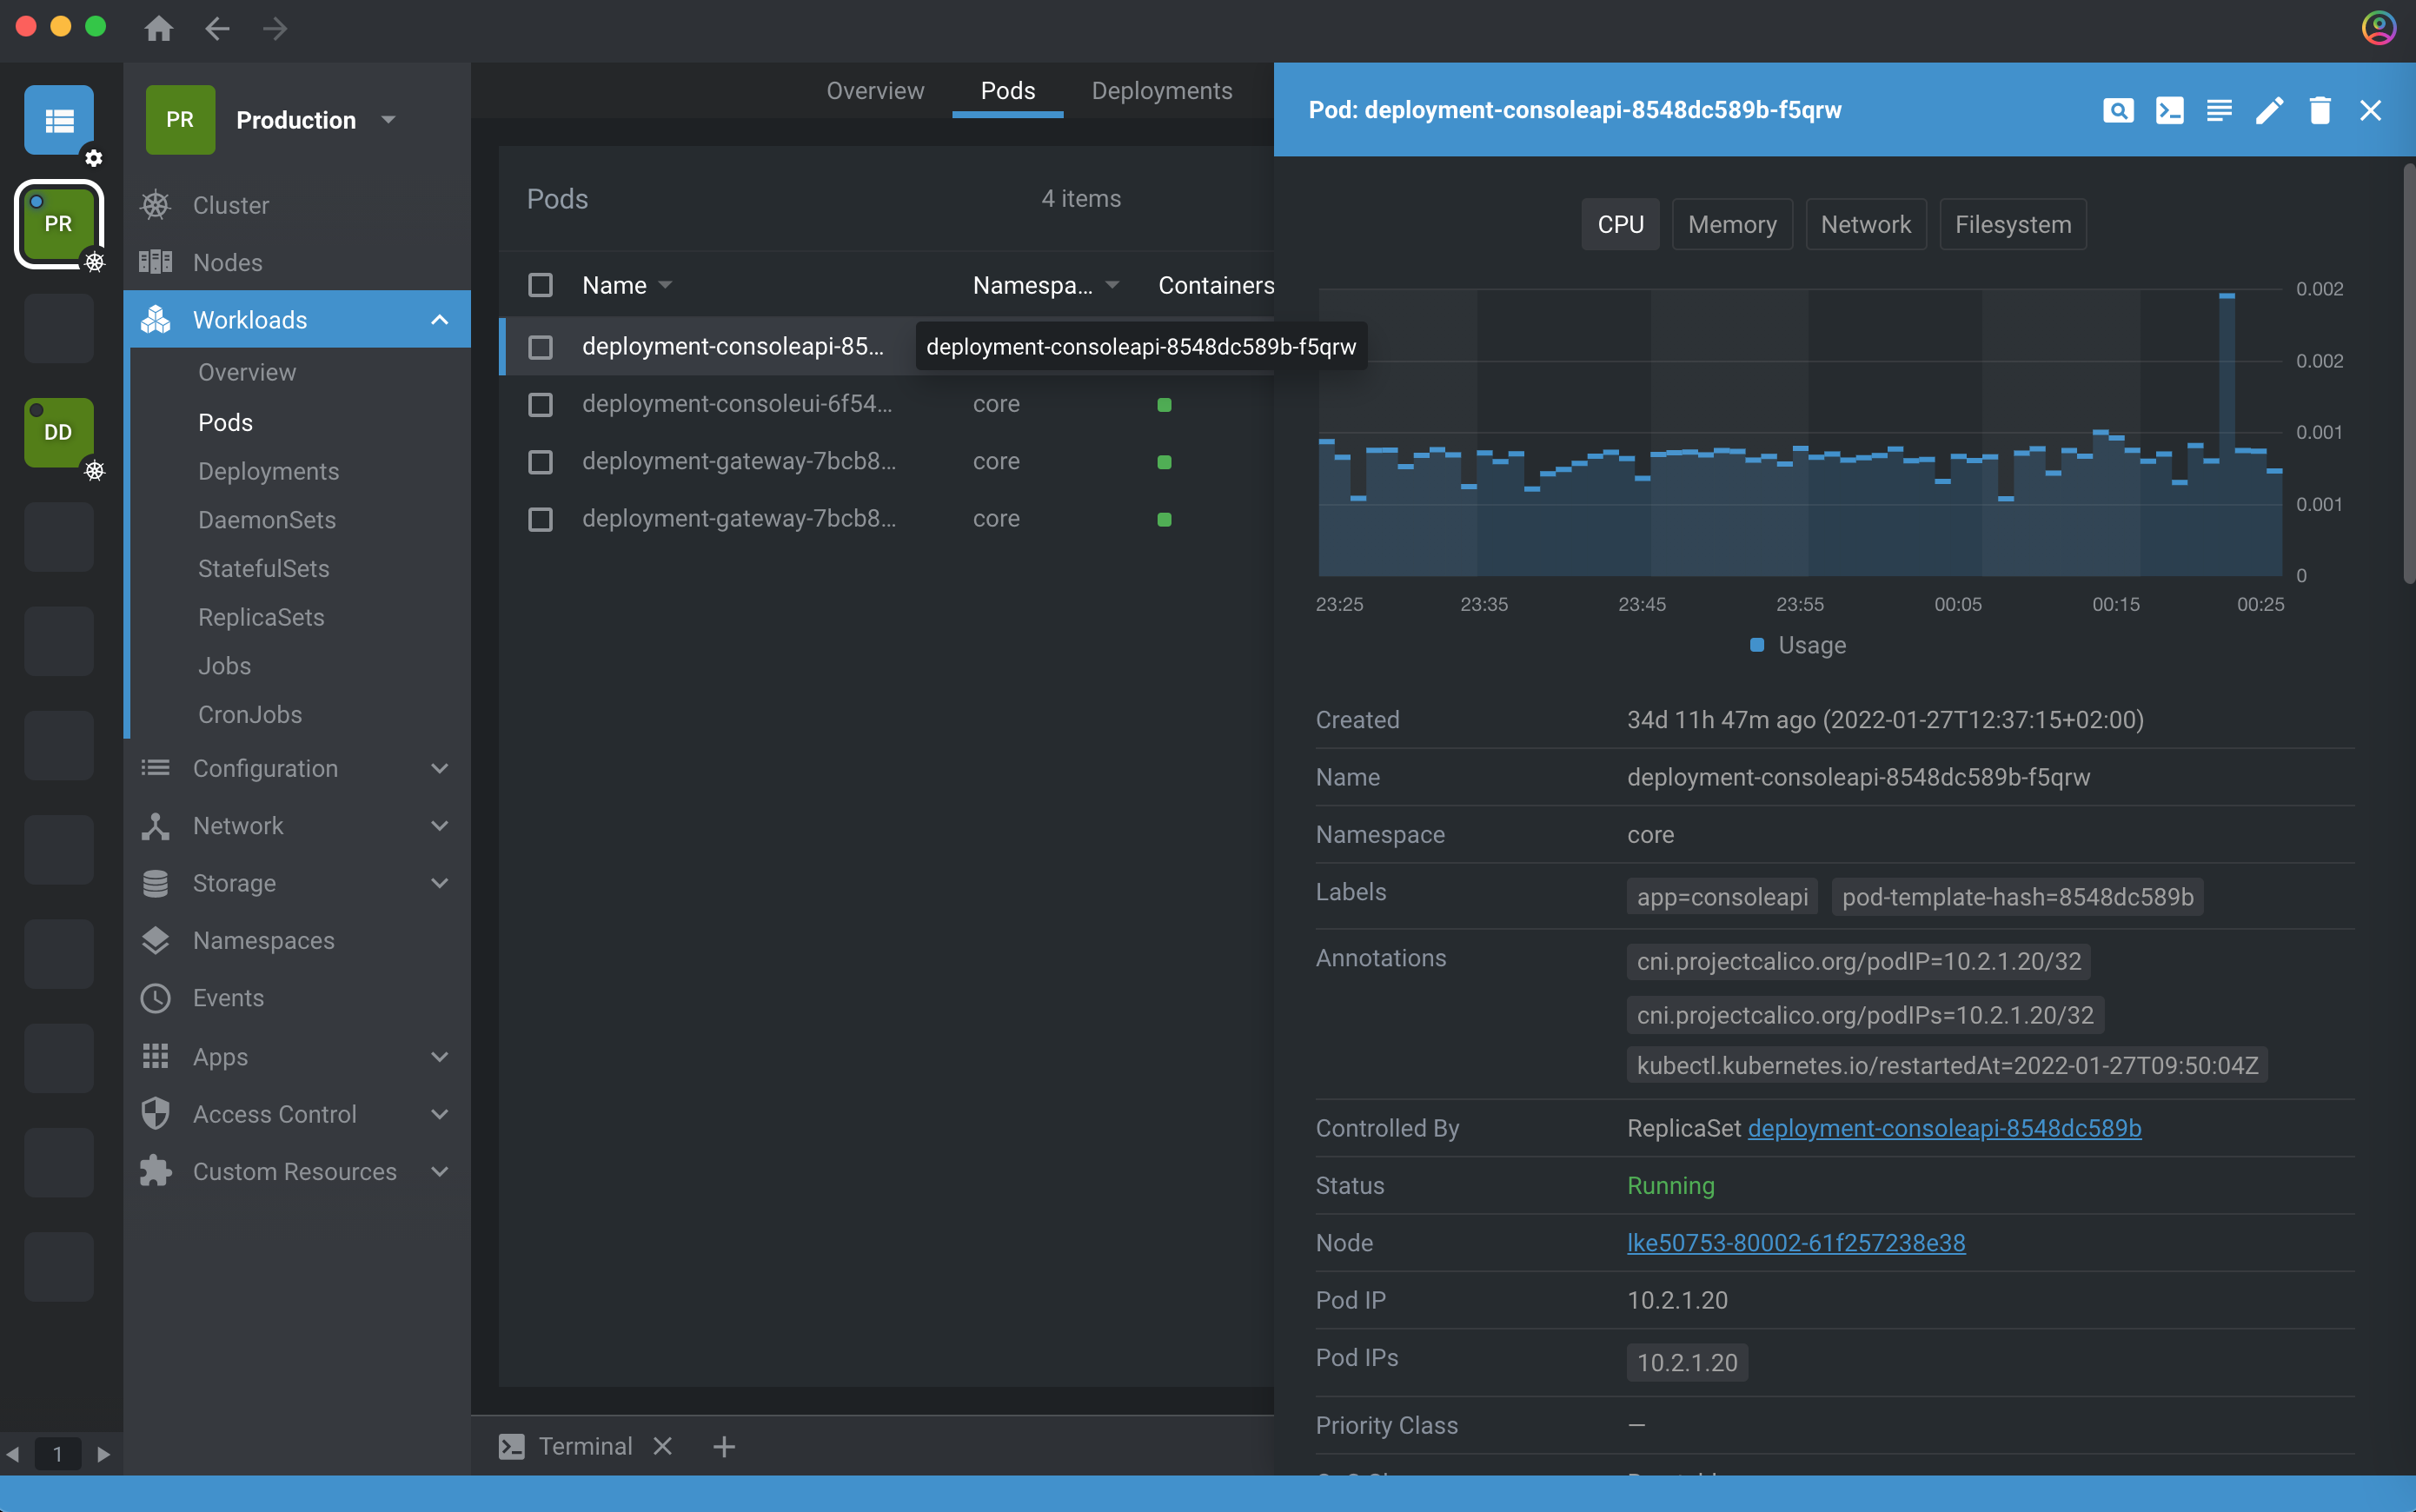 PR
Production
Cluster
Nodes
Workloads
Overview
Pods
Deployments
DaemonSets
StatefulSets
ReplicaSets
Jobs
CronJobs
Configuration
Network
Storage
Namespaces
Events
Apps
Access Control
Custom Resources
PR
DD
1
Overview Pods Deployments
Pods 4 items
Name Namespa... Containers
deployment-consoleapi-85...
deployment-consoleapi-8548dc589b-f5qrw
deployment-consoleui-6f54... core
deployment-gateway-7bcb8... core
deployment-gateway-7bcb8... core
Terminal
Pod: deployment-consoleapi-8548dc589b-f5qrw
CPU Memory Network Filesystem
0.002
0.002
0.001
0.001
0
23:25 23:35 23:45 23:55 00:05 00:15 00:25
Usage
Created 34d 11h 47m ago (2022-01-27T12:37:15+02:00)
Name deployment-consoleapi-8548dc589b-f5qrw
Namespace core
Labels app=consoleapi pod-template-hash=8548dc589b
Annotations cni.projectcalico.org/podIP=10.2.1.20/32
cni.projectcalico.org/podIPs=10.2.1.20/32
kubectl.kubernetes.io/restartedAt=2022-01-27T09:50:04Z
Controlled By ReplicaSet deployment-consoleapi-8548dc589b
Status Running
Node lke50753-80002-61f257238e38
Pod IP 10.2.1.20
Pod IPs 10.2.1.20
Priority Class —